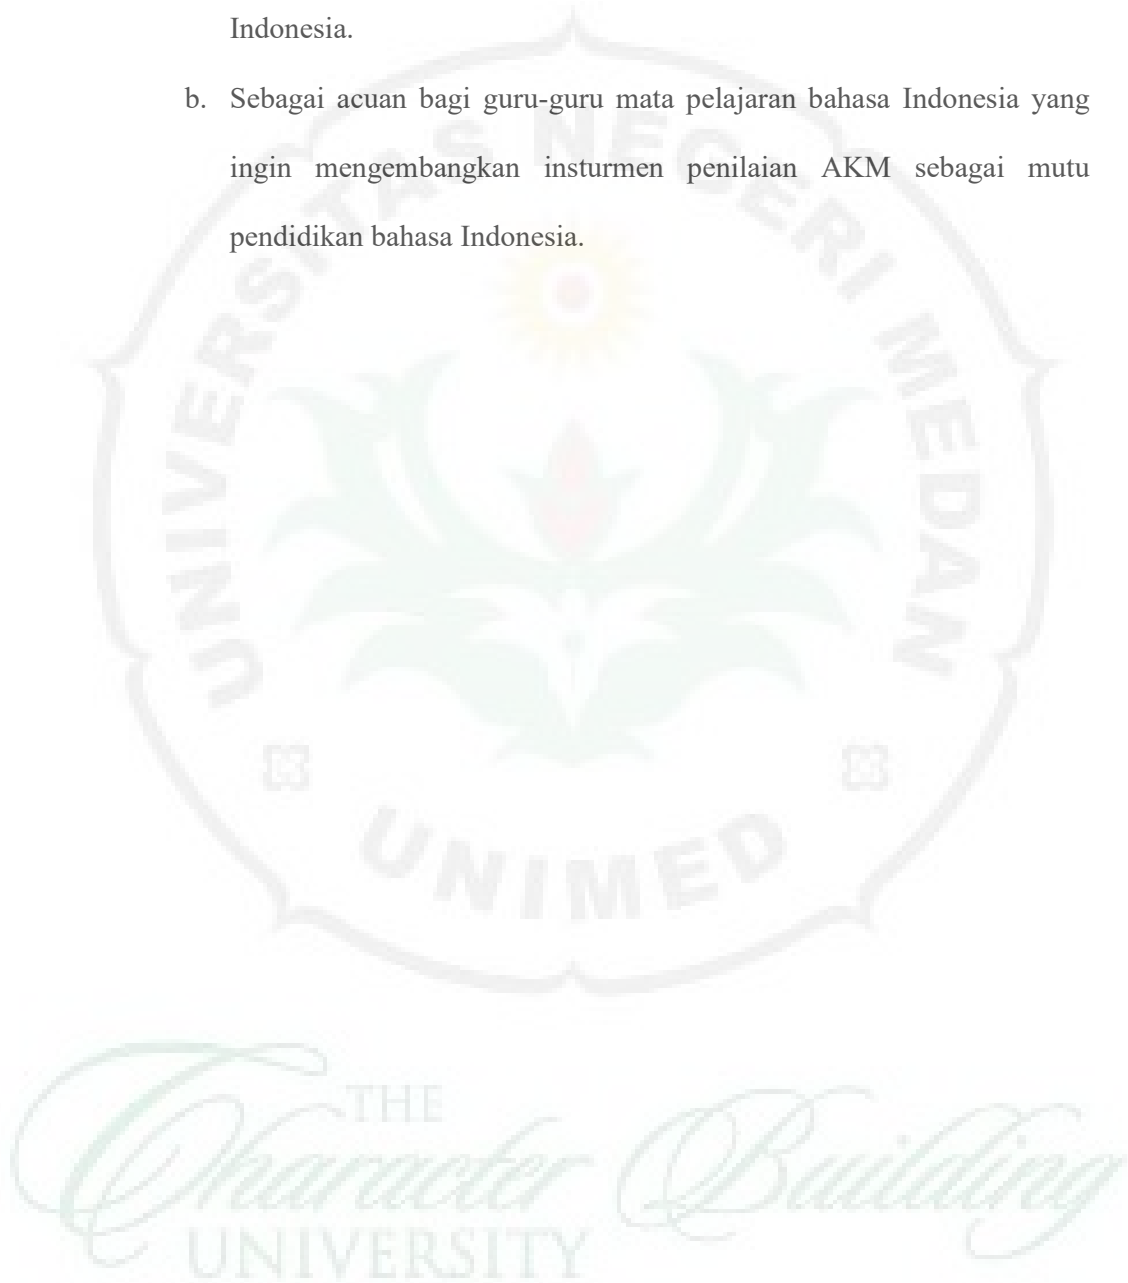 Indonesia.
b. Sebagai acuan bagi guru-guru mata pelajaran bahasa Indonesia yang
ingin mengembangkan insturmen penilaian AKM sebagai mutu
pendidikan bahasa Indonesia.
UNIVERSITAS NEGERI MEDAN
UNIMED
THE
Character Building
UNIVERSITY